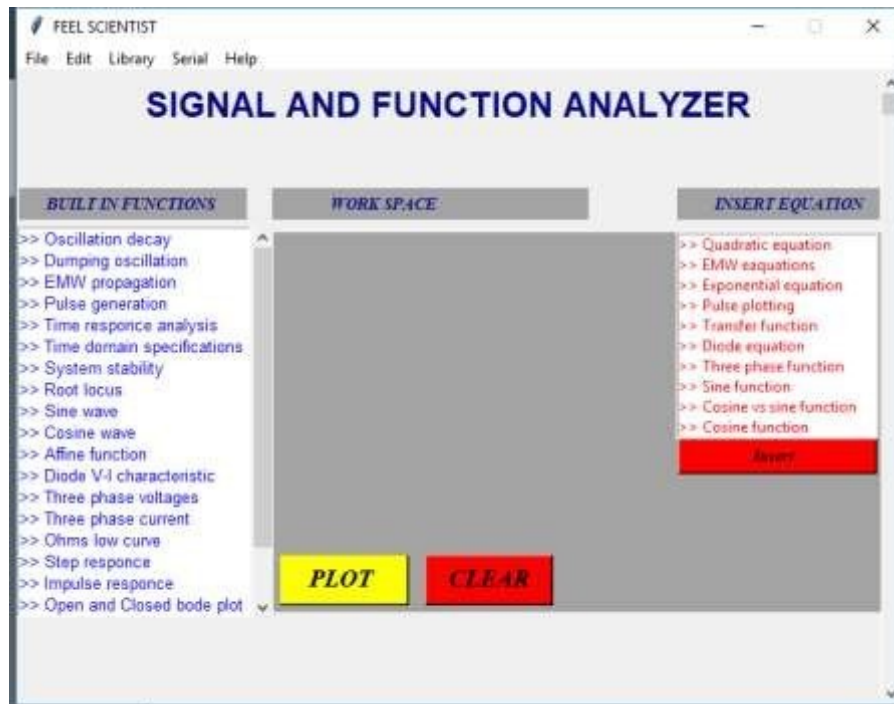 FEEL SCIENTIST
File Edit Library Serial Help
SIGNAL AND FUNCTION ANALYZER
BUILT IN FUNCTIONS
>> Oscillation decay
>> Dumping oscillation
>> EMW propagation
>> Pulse generation
>> Time responce analysis
>> Time domain specifications
>> System stability
>> Root locus
>> Sine wave
>> Cosine wave
>> Affine function
>> Diode V-I characteristic
>> Three phase voltages
>> Three phase current
>> Ohms low curve
>> Step responce
>> Impulse responce
>> Open and Closed bode plot
WORK SPACE
PLOT
CLEAR
INSERT EQUATION
>> Quadratic equation
>> EMW eaquations
>> Exponential equation
>> Pulse plotting
>> Transfer function
>> Diode equation
>> Three phase function
>> Sine function
>> Cosine vs sine function
>> Cosine function
Insert